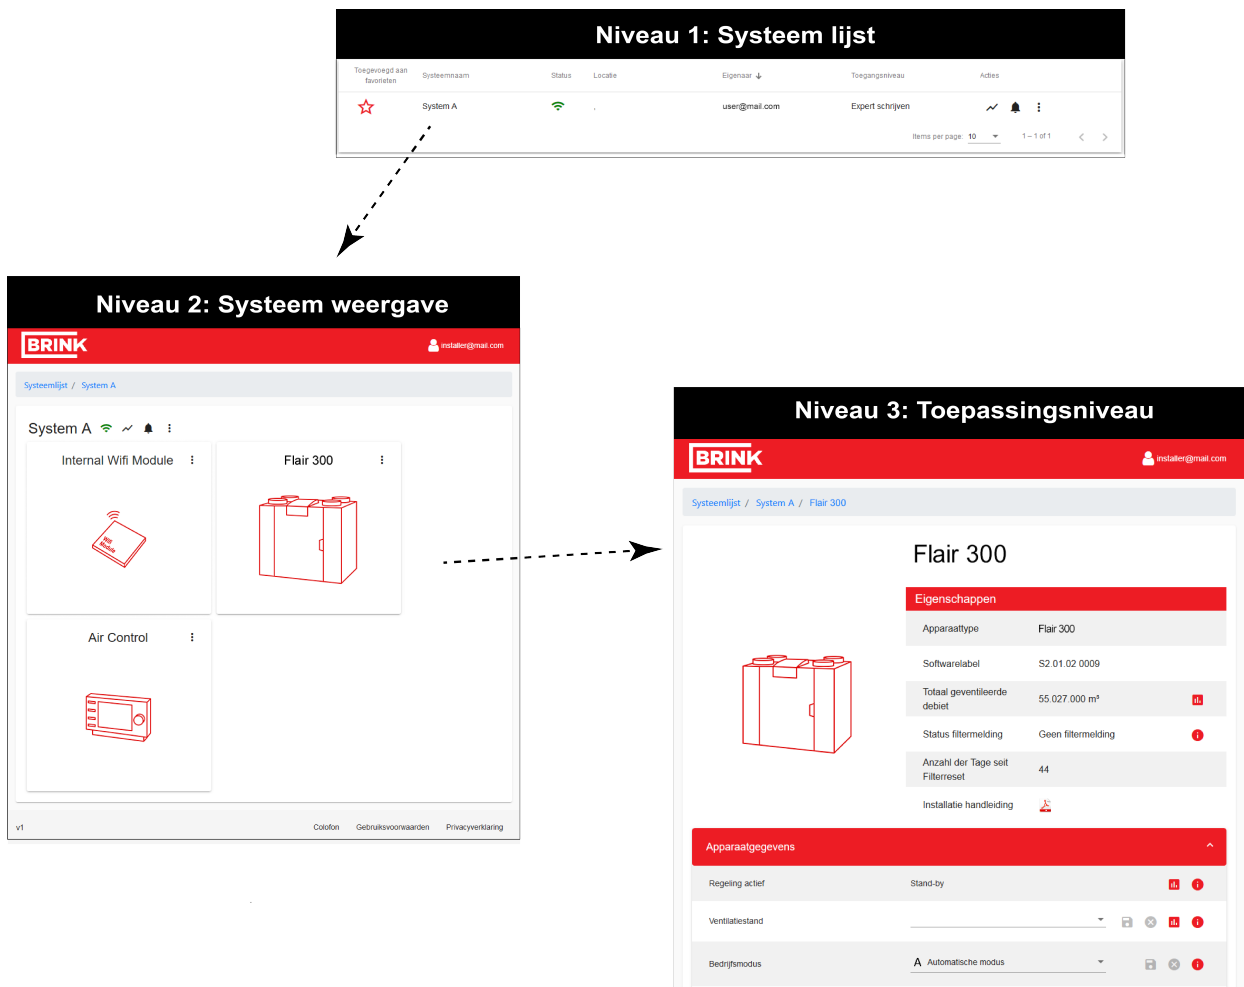 Niveau 1: Systeem lijst
Toegevoegd aan favorieten
Systeemnaam
Status
Locatie
Eigenaar
Toegangsniveau
Acties
System A
.
user@mail.com
Expert schrijven
Items per page: 10
1 – 1 of 1
Niveau 2: Systeem weergave
BRINK
installer@mail.com
Systeemlijst / System A
System A
Internal Wifi Module
Flair 300
Wifi
Module
Air Control
v1
Colofon
Gebruiksvoorwaarden
Privacyverklaring
Niveau 3: Toepassingsniveau
BRINK
installer@mail.com
Systeemlijst / System A / Flair 300
Flair 300
Eigenschappen
Apparaattype
Flair 300
Softwarelabel
S2.01.02 0009
Totaal geventileerde
debiet
55.027.000 m³
Status filtermelding
Geen filtermelding
Anzahl der Tage seit
Filterreset
44
Installatie handleiding
Apparaatgegevens
Regeling actief
Stand-by
Ventilatiestand
Bedrijfsmodus
A Automatische modus